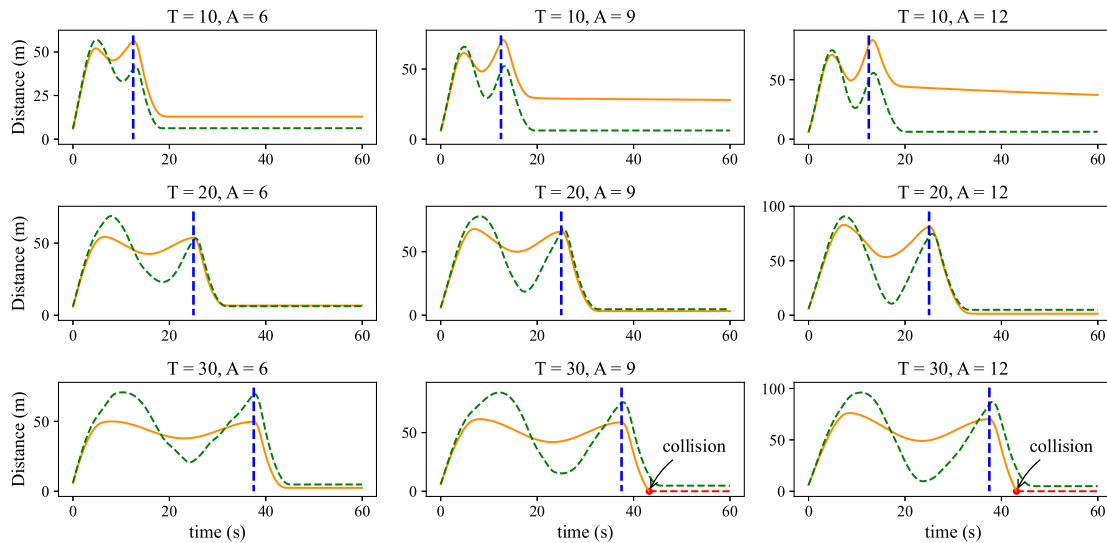 T = 10, A = 6
T = 10, A = 9
T = 10, A = 12
Distance (m)
50
25
0
0 20 40 60
50
0
0 20 40 60
50
0
0 20 40 60
T = 20, A = 6
T = 20, A = 9
T = 20, A = 12
Distance (m)
50
0
0 20 40 60
50
0
0 20 40 60
100
50
0
0 20 40 60
T = 30, A = 6
T = 30, A = 9
T = 30, A = 12
Distance (m)
50
0
0 20 40 60
time (s)
50
0
collision
0 20 40 60
time (s)
100
50
0
collision
0 20 40 60
time (s)